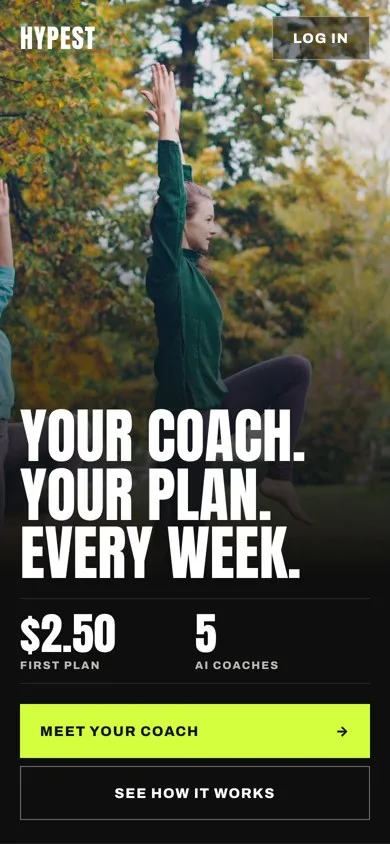 HYPEST
LOG IN
YOUR COACH.
YOUR PLAN.
EVERY WEEK.
$2.50
FIRST PLAN
5
AI COACHES
MEET YOUR COACH →
SEE HOW IT WORKS